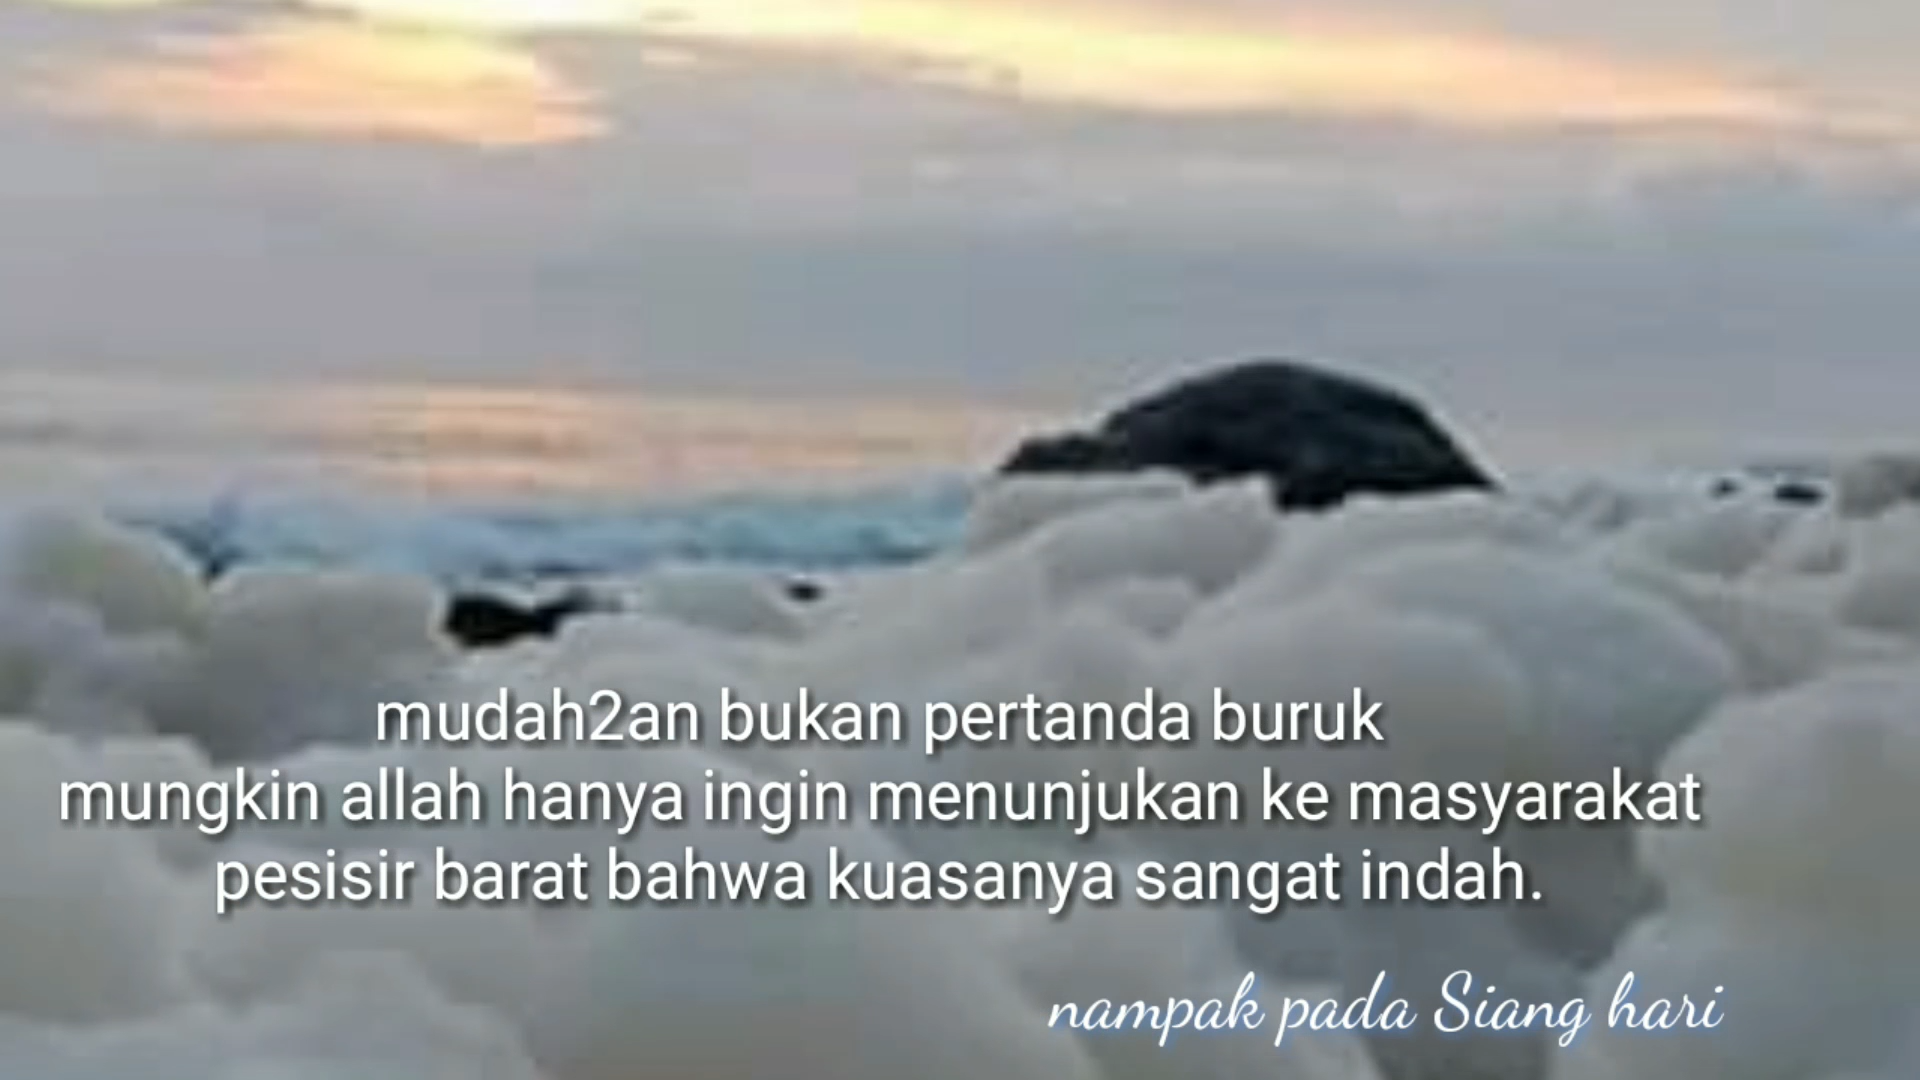 mudah2an bukan pertanda buruk
mungkin allah hanya ingin menunjukan ke masyarakat
pesisir barat bahwa kuasanya sangat indah.
nampak pada Siang hari